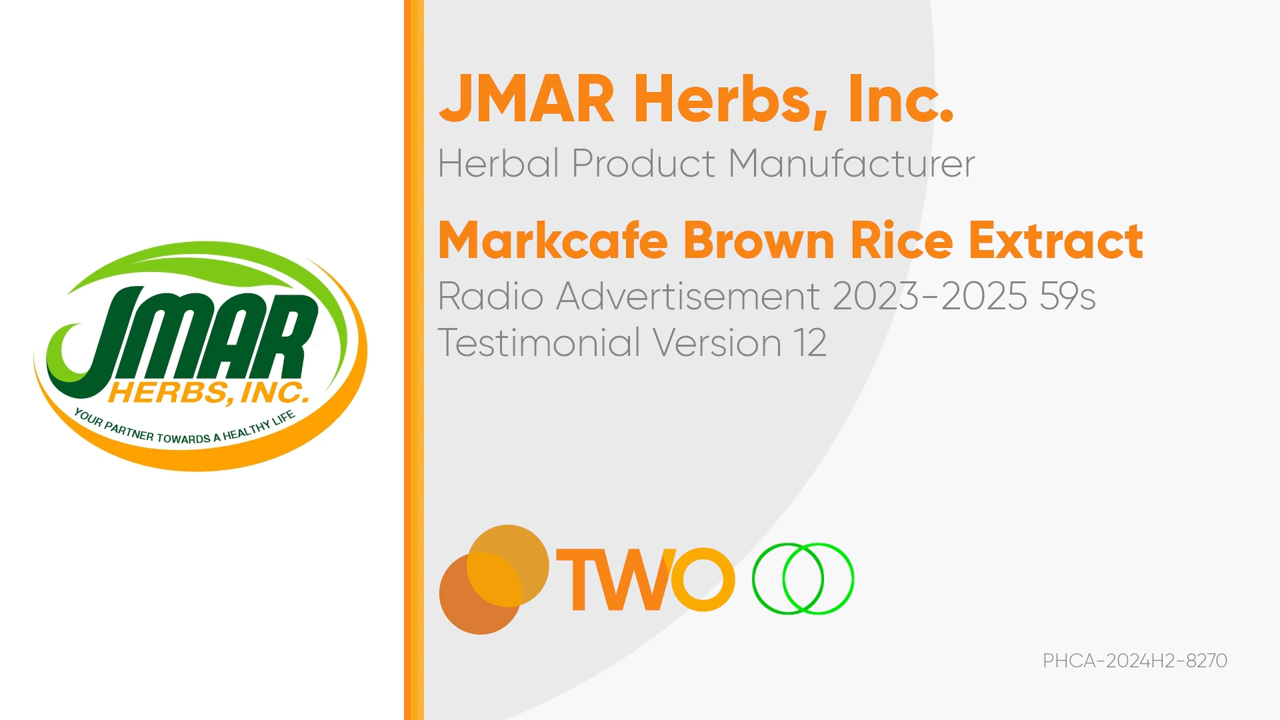 JMAR
HERBS, INC.
YOUR PARTNER TOWARDS A HEALTHY LIFE
JMAR Herbs, Inc.
Herbal Product Manufacturer
Markcafe Brown Rice Extract
Radio Advertisement 2023-2025 59s
Testimonial Version 12
TWO
PHCA-2024H2-8270